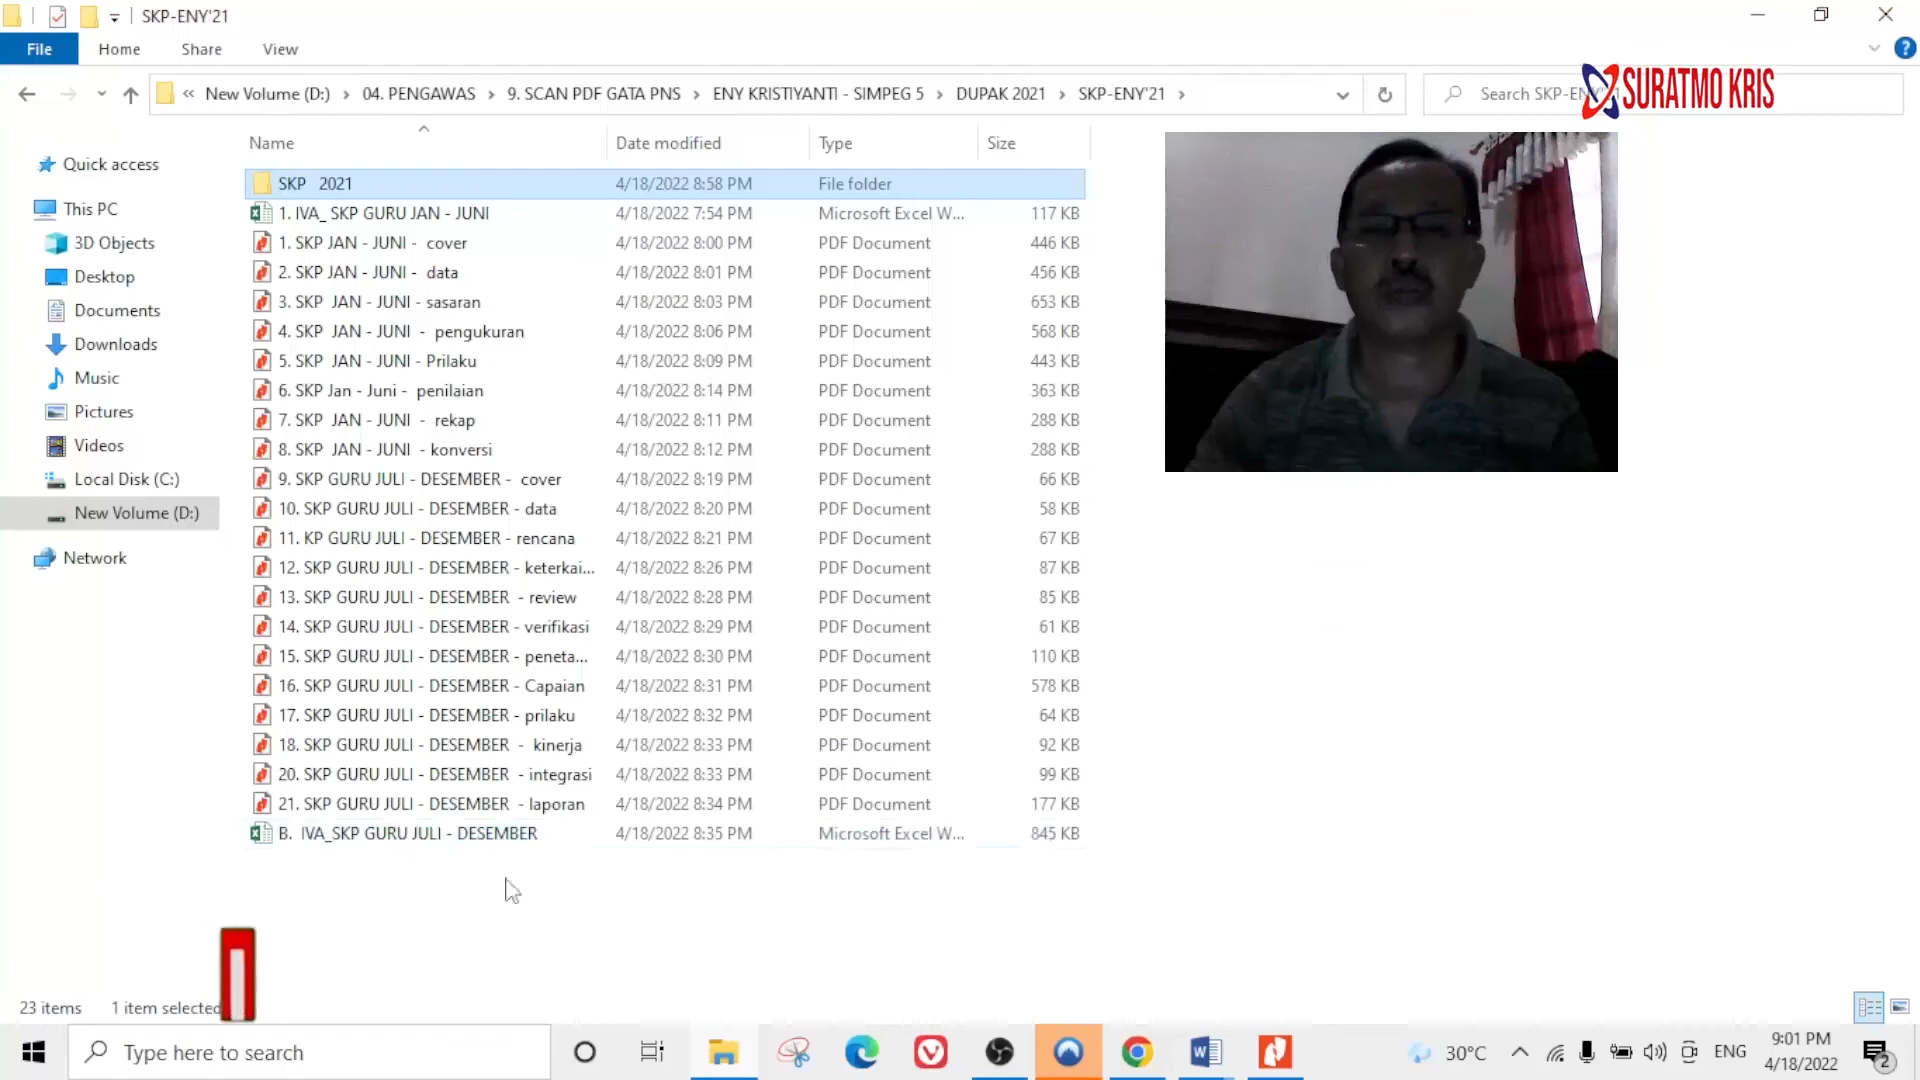 SKP-ENY'21
File Home Share View
« New Volume (D:) › 04. PENGAWAS › 9. SCAN PDF GATA PNS › ENY KRISTIYANTI - SIMPEG 5 › DUPAK 2021 › SKP-ENY'21 ›
Search SKP-ENY'21
SURATMO KRIS
Name Date modified Type Size
Quick access
This PC
3D Objects
Desktop
Documents
Downloads
Music
Pictures
Videos
Local Disk (C:)
New Volume (D:)
Network
SKP 2021 4/18/2022 8:58 PM File folder
1. IVA_ SKP GURU JAN - JUNI 4/18/2022 7:54 PM Microsoft Excel W... 117 KB
1. SKP JAN - JUNI - cover 4/18/2022 8:00 PM PDF Document 446 KB
2. SKP JAN - JUNI - data 4/18/2022 8:01 PM PDF Document 456 KB
3. SKP JAN - JUNI - sasaran 4/18/2022 8:03 PM PDF Document 653 KB
4. SKP JAN - JUNI - pengukuran 4/18/2022 8:06 PM PDF Document 568 KB
5. SKP JAN - JUNI - Prilaku 4/18/2022 8:09 PM PDF Document 443 KB
6. SKP Jan - Juni - penilaian 4/18/2022 8:14 PM PDF Document 363 KB
7. SKP JAN - JUNI - rekap 4/18/2022 8:11 PM PDF Document 288 KB
8. SKP JAN - JUNI - konversi 4/18/2022 8:12 PM PDF Document 288 KB
9. SKP GURU JULI - DESEMBER - cover 4/18/2022 8:19 PM PDF Document 66 KB
10. SKP GURU JULI - DESEMBER - data 4/18/2022 8:20 PM PDF Document 58 KB
11. KP GURU JULI - DESEMBER - rencana 4/18/2022 8:21 PM PDF Document 67 KB
12. SKP GURU JULI - DESEMBER - keterkai... 4/18/2022 8:26 PM PDF Document 87 KB
13. SKP GURU JULI - DESEMBER - review 4/18/2022 8:28 PM PDF Document 85 KB
14. SKP GURU JULI - DESEMBER - verifikasi 4/18/2022 8:29 PM PDF Document 61 KB
15. SKP GURU JULI - DESEMBER - peneta... 4/18/2022 8:30 PM PDF Document 110 KB
16. SKP GURU JULI - DESEMBER - Capaian 4/18/2022 8:31 PM PDF Document 578 KB
17. SKP GURU JULI - DESEMBER - prilaku 4/18/2022 8:32 PM PDF Document 64 KB
18. SKP GURU JULI - DESEMBER - kinerja 4/18/2022 8:33 PM PDF Document 92 KB
20. SKP GURU JULI - DESEMBER - integrasi 4/18/2022 8:33 PM PDF Document 99 KB
21. SKP GURU JULI - DESEMBER - laporan 4/18/2022 8:34 PM PDF Document 177 KB
B. IVA_SKP GURU JULI - DESEMBER 4/18/2022 8:35 PM Microsoft Excel W... 845 KB
23 items 1 item selected
Type here to search
30°C ENG 9:01 PM
4/18/2022 2